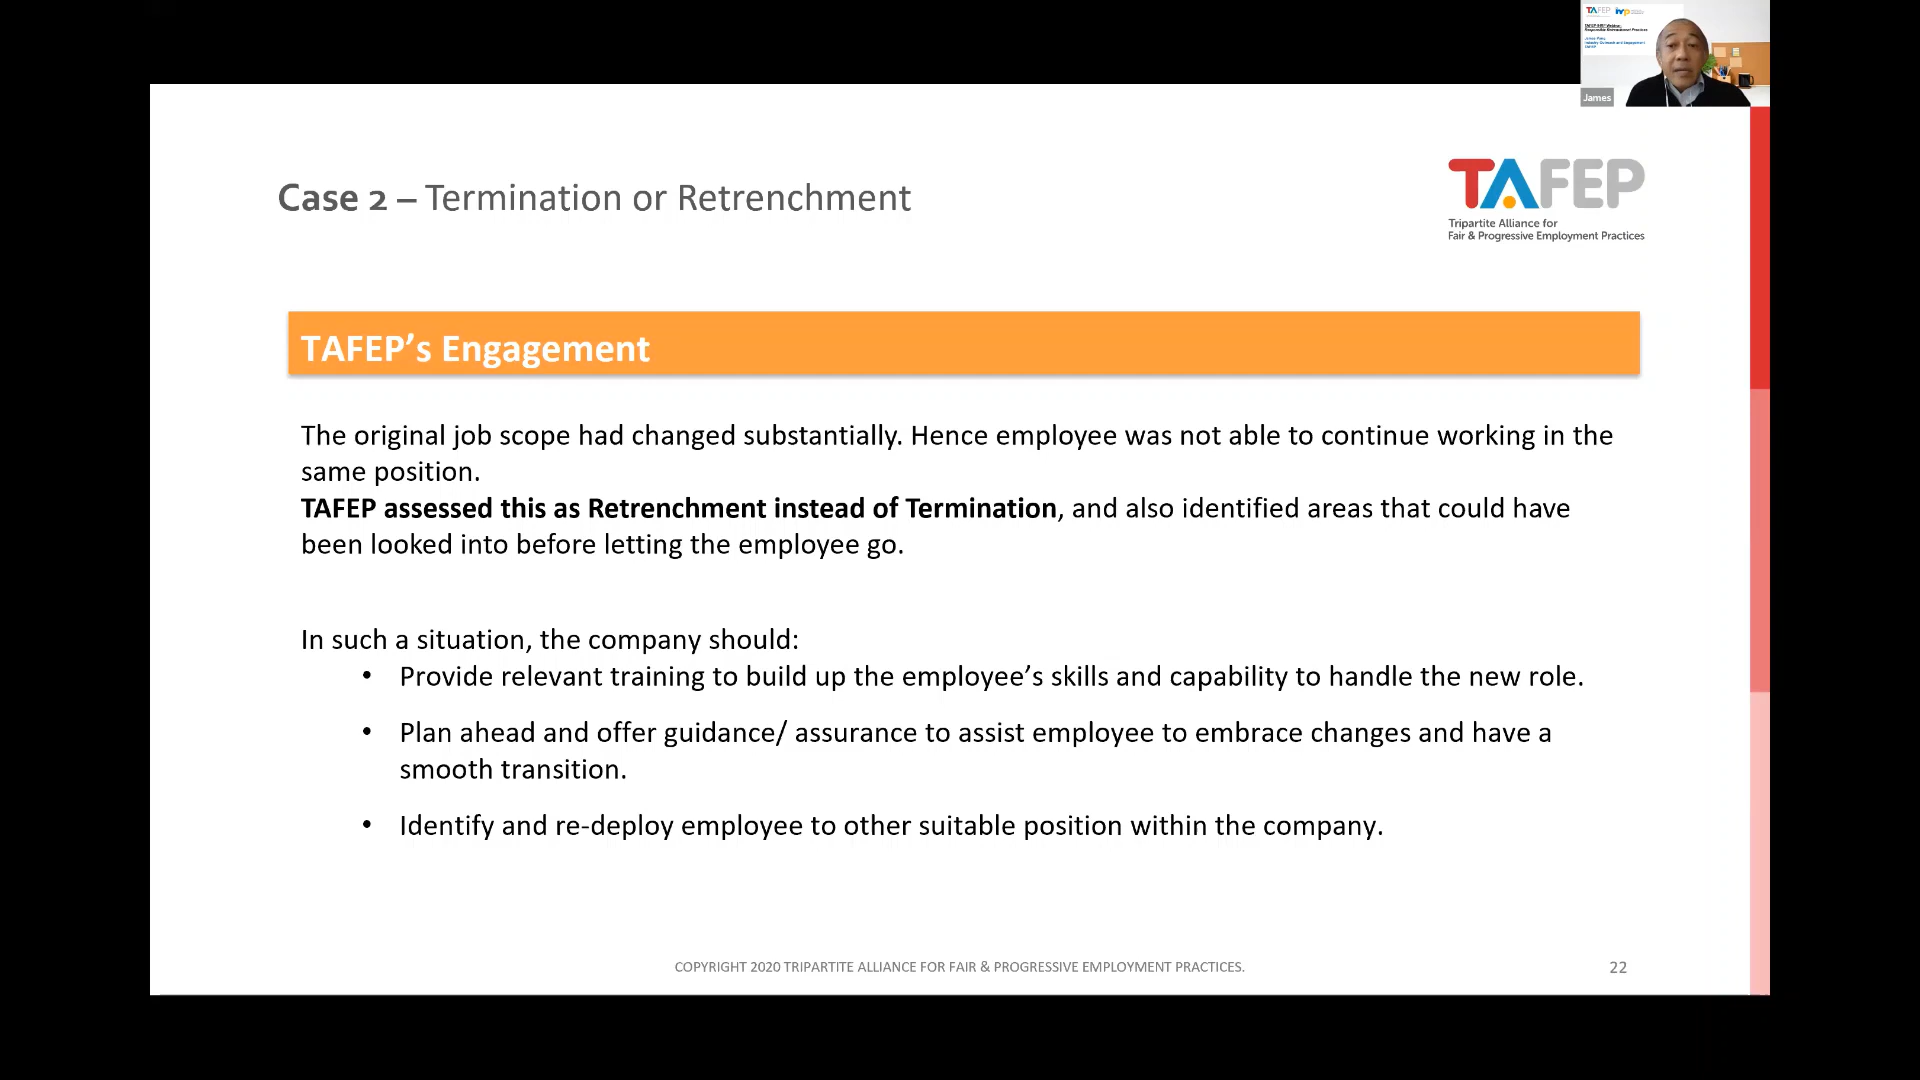 TAFEP
James
Case 2 – Termination or Retrenchment
TAFEP
Tripartite Alliance for
Fair & Progressive Employment Practices
TAFEP’s Engagement
The original job scope had changed substantially. Hence employee was not able to continue working in the
same position.
TAFEP assessed this as Retrenchment instead of Termination, and also identified areas that could have
been looked into before letting the employee go.
In such a situation, the company should:
• Provide relevant training to build up the employee’s skills and capability to handle the new role.
• Plan ahead and offer guidance/ assurance to assist employee to embrace changes and have a
smooth transition.
• Identify and re-deploy employee to other suitable position within the company.
COPYRIGHT 2020 TRIPARTITE ALLIANCE FOR FAIR & PROGRESSIVE EMPLOYMENT PRACTICES.
22